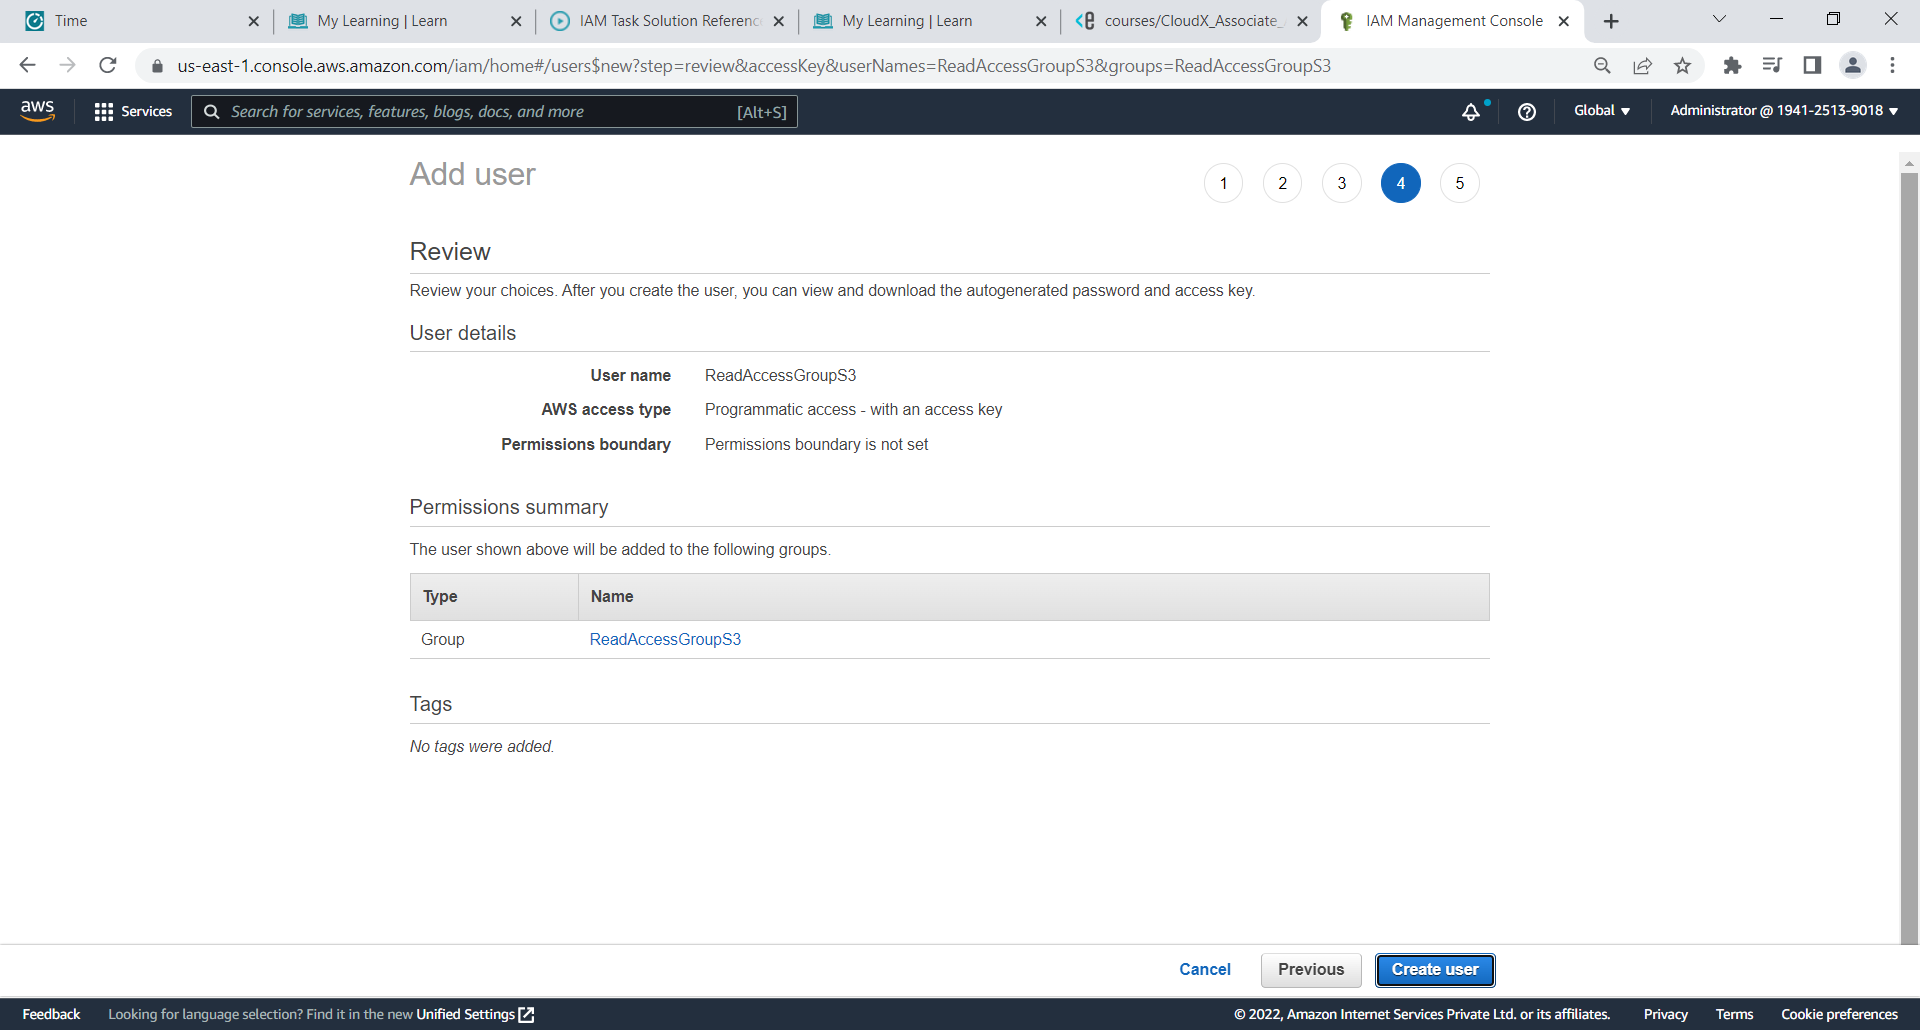 Time
My Learning | Learn
IAM Task Solution Referenc
My Learning | Learn
courses/CloudX_Associate_
IAM Management Console
us-east-1.console.aws.amazon.com/iam/home#/users$new?step=review&accessKey&userNames=ReadAccessGroupS3&groups=ReadAccessGroupS3
aws
Services
Search for services, features, blogs, docs, and more
[Alt+S]
Global
Administrator @ 1941-2513-9018
Add user
1
2
3
4
5
Review
Review your choices. After you create the user, you can view and download the autogenerated password and access key.
User details
User name ReadAccessGroupS3
AWS access type Programmatic access - with an access key
Permissions boundary Permissions boundary is not set
Permissions summary
The user shown above will be added to the following groups.
Type Name
Group ReadAccessGroupS3
Tags
No tags were added.
Cancel
Previous
Create user
Feedback
Looking for language selection? Find it in the new Unified Settings
© 2022, Amazon Internet Services Private Ltd. or its affiliates.
Privacy
Terms
Cookie preferences